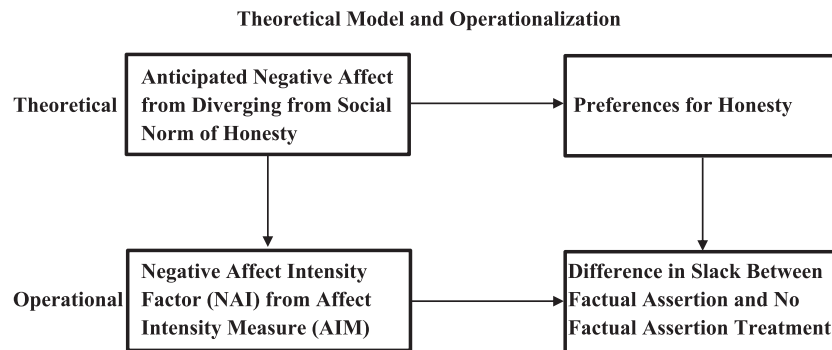 Theoretical Model and Operationalization
Theoretical
Anticipated Negative Affect
from Diverging from Social
Norm of Honesty
Preferences for Honesty
Operational
Negative Affect Intensity
Factor (NAI) from Affect
Intensity Measure (AIM)
Difference in Slack Between
Factual Assertion and No
Factual Assertion Treatment